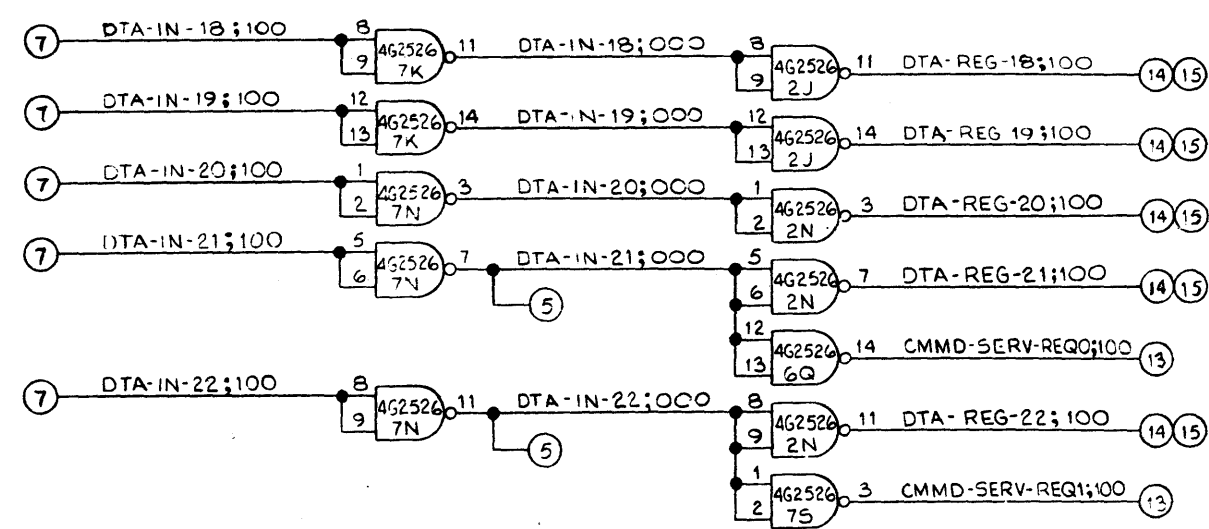 7 DTA-IN-18;100 8 9 4G2526 7K 11 DTA-IN-18;000 8 9 4G2526 2J 11 DTA-REG-18;100 14 15
7 DTA-IN-19;100 12 13 4G2526 7K 14 DTA-IN-19;000 12 13 4G2526 2J 14 DTA-REG 19;100 14 15
7 DTA-IN-20;100 1 2 4G2526 7N 3 DTA-IN-20;000 1 2 4G2526 2N 3 DTA-REG-20;100 14 15
7 DTA-IN-21;100 5 6 4G2526 7N 7 5 DTA-IN-21;000 5 6 4G2526 2N 7 DTA-REG-21;100 14 15
12 13 4G2526 6Q 14 CMMD-SERV-REQ0;100 13
7 DTA-IN-22;100 8 9 4G2526 7N 11 5 DTA-IN-22;000 8 9 4G2526 2N 11 DTA-REG-22;100 14 15
1 2 4G2526 7S 3 CMMD-SERV-REQ1;100 13